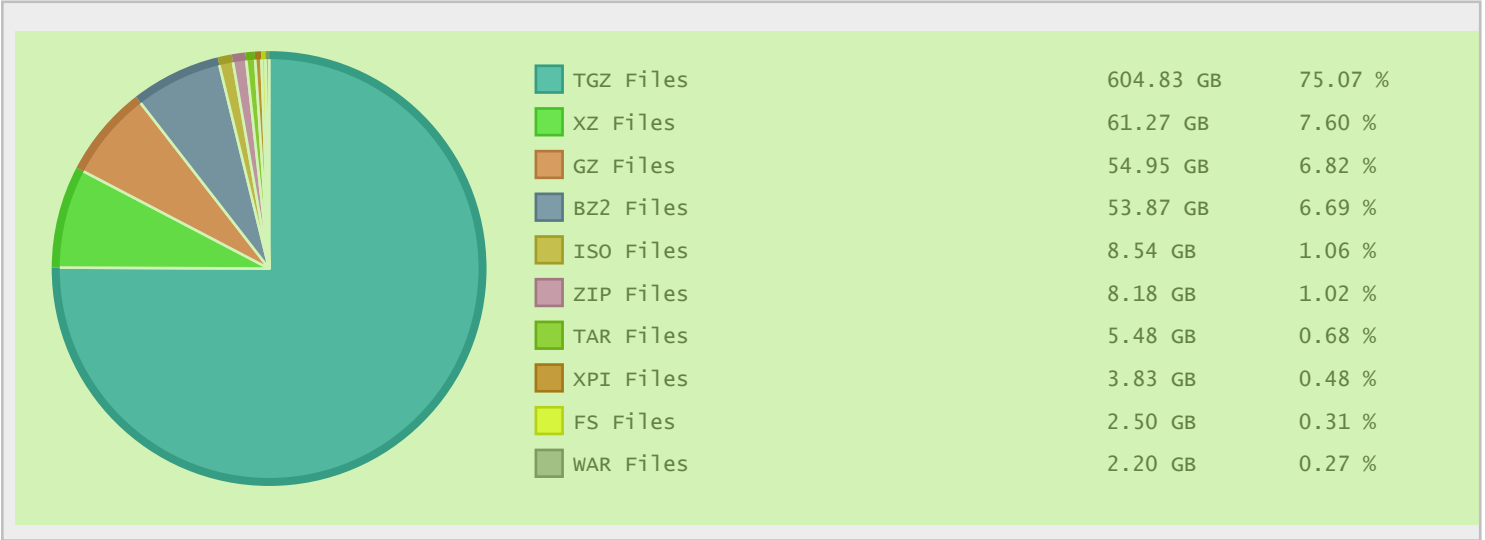 TGZ Files 604.83 GB 75.07 %
XZ Files 61.27 GB 7.60 %
GZ Files 54.95 GB 6.82 %
BZ2 Files 53.87 GB 6.69 %
ISO Files 8.54 GB 1.06 %
ZIP Files 8.18 GB 1.02 %
TAR Files 5.48 GB 0.68 %
XPI Files 3.83 GB 0.48 %
FS Files 2.50 GB 0.31 %
WAR Files 2.20 GB 0.27 %